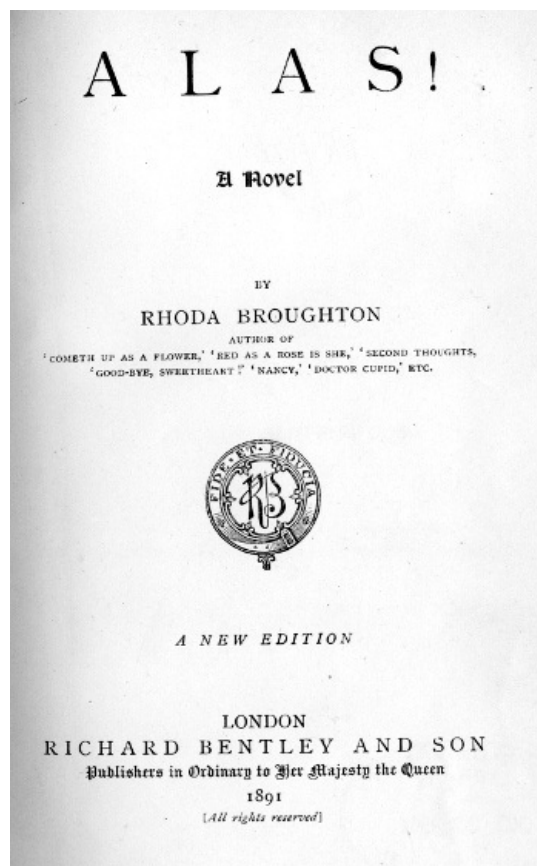 ALAS!
A Novel
BY
RHODA BROUGHTON
AUTHOR OF
'COMETH UP AS A FLOWER,' 'RED AS A ROSE IS SHE,' 'SECOND THOUGHTS,
'GOOD-BYE, SWEETHEART!' 'NANCY,' 'DOCTOR CUPID,' ETC.
FIDE · ET · FIDUCIA
RB
A NEW EDITION
LONDON
RICHARD BENTLEY AND SON
Publishers in Ordinary to Her Majesty the Queen
1891
[All rights reserved]